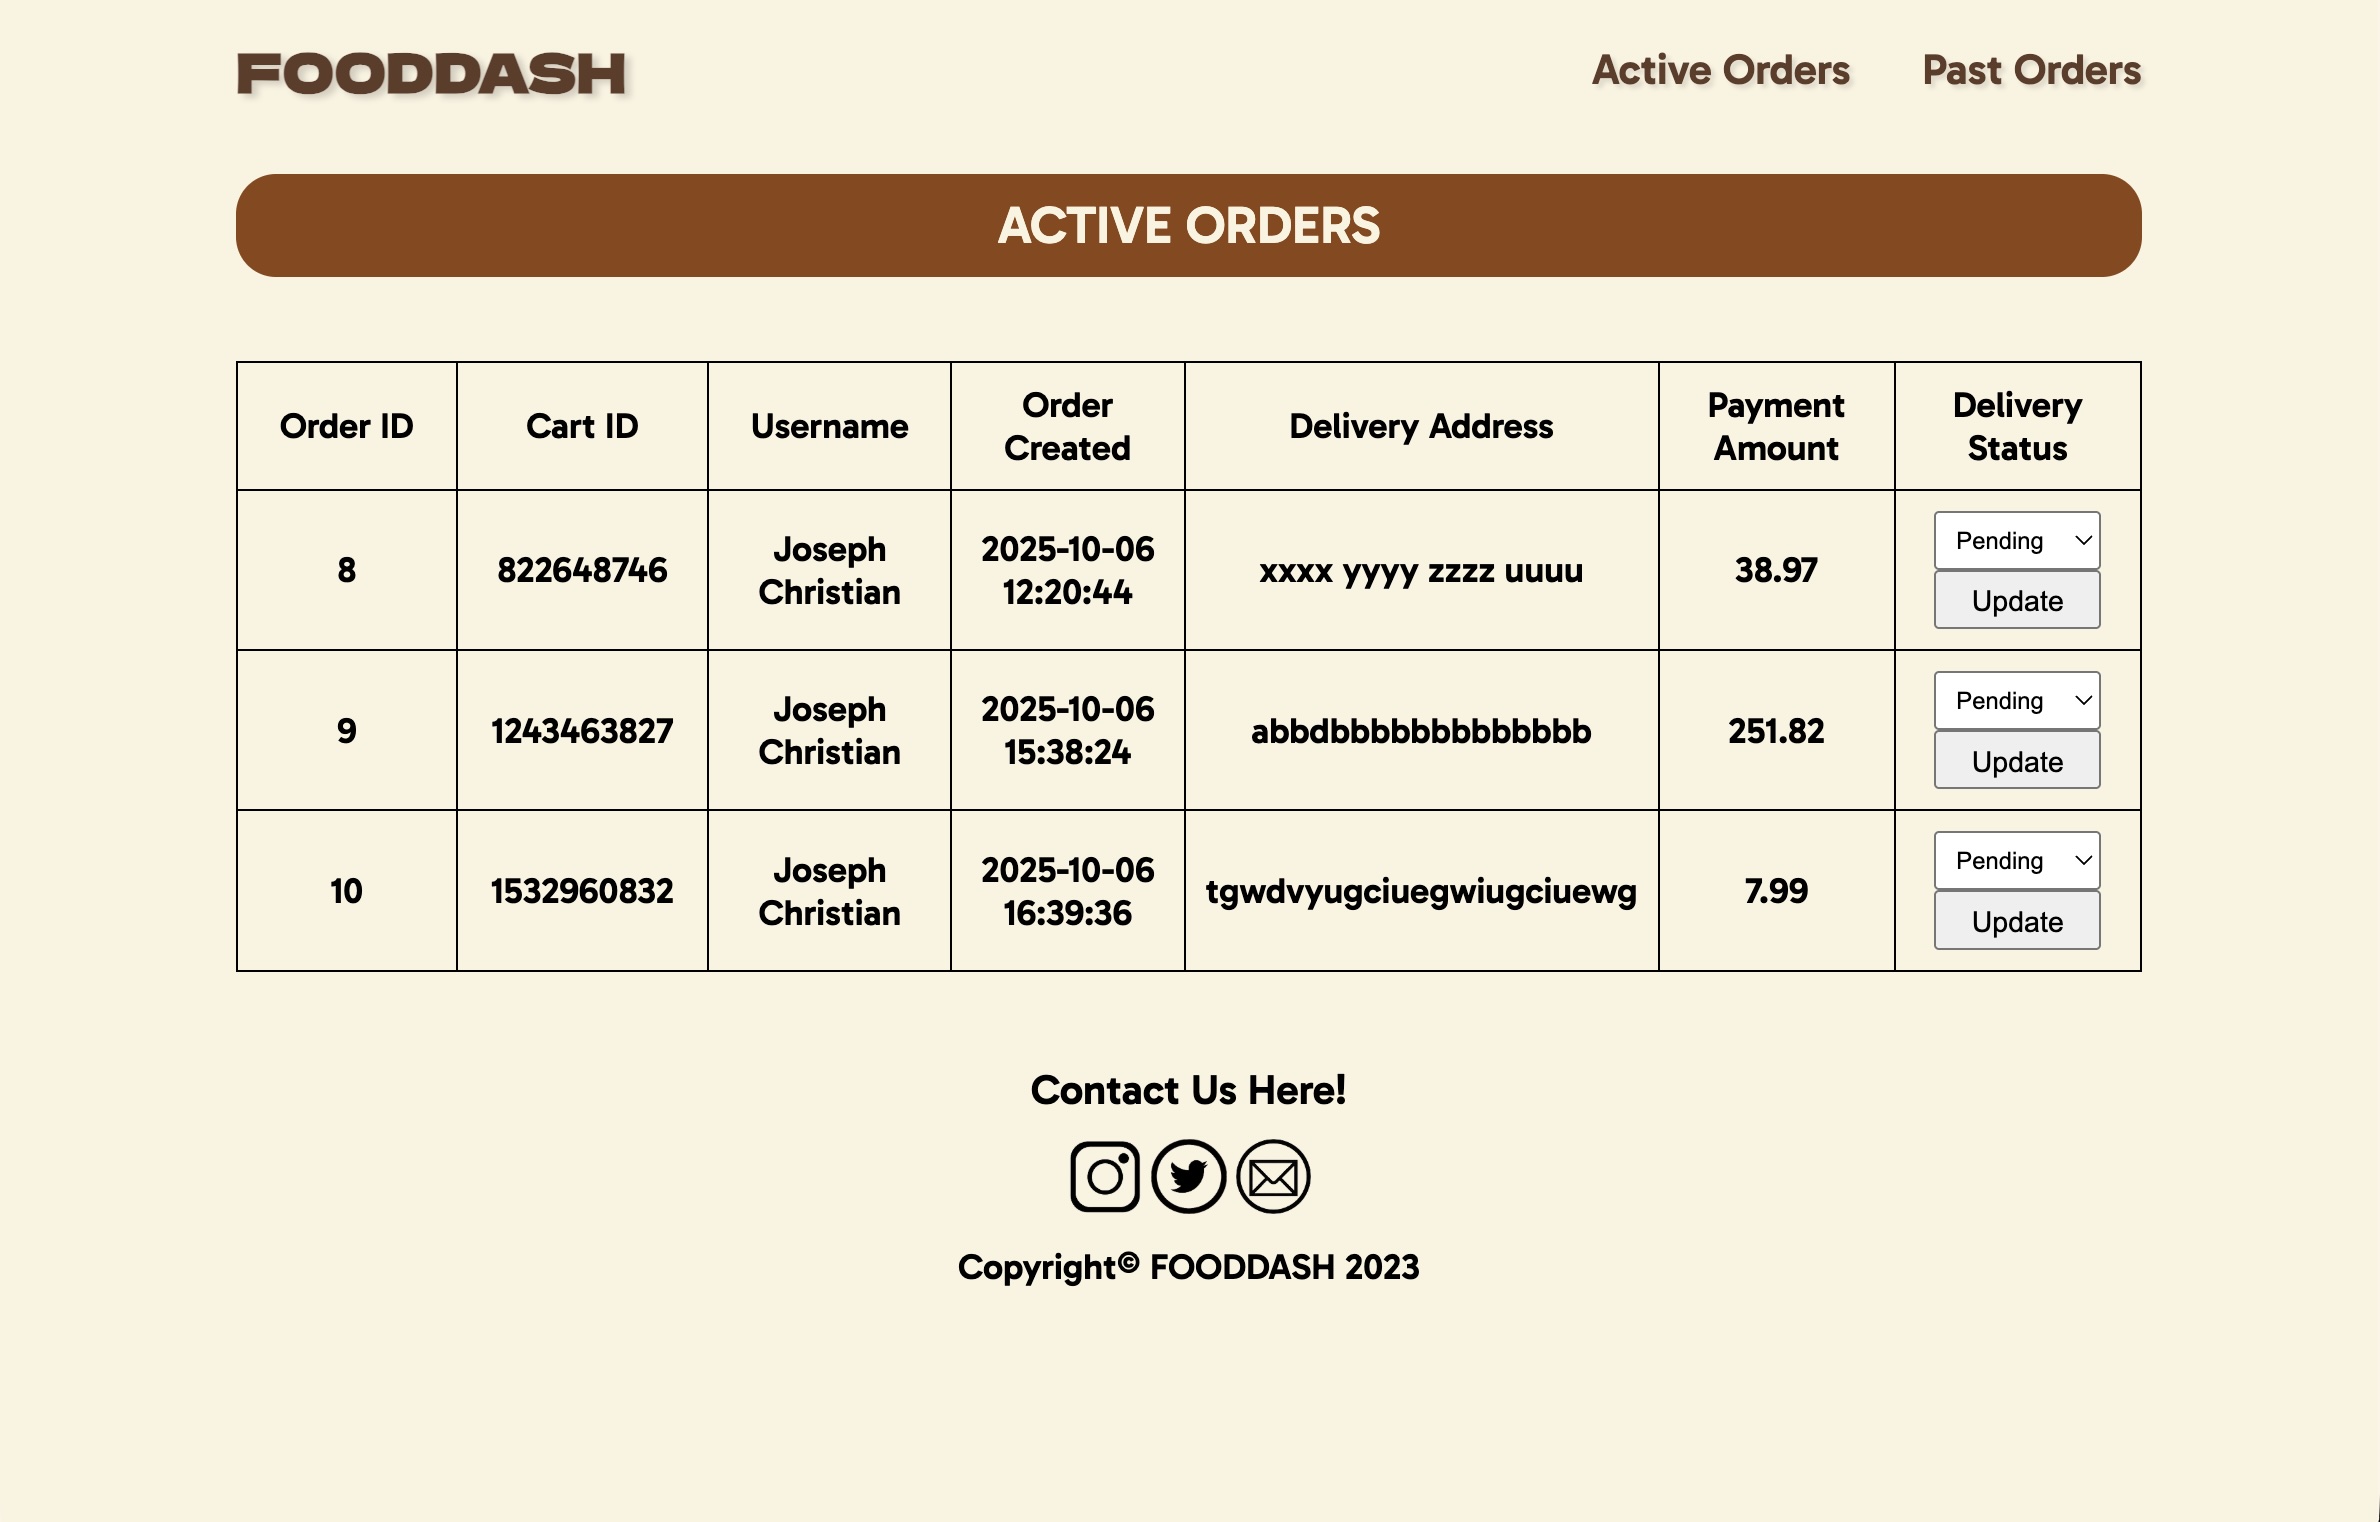 FOODDASH
Active Orders
Past Orders
ACTIVE ORDERS
Order ID
Cart ID
Username
Order
Created
Delivery Address
Payment
Amount
Delivery
Status
8
822648746
Joseph
Christian
2025-10-06
12:20:44
xxxx yyyy zzzz uuuu
38.97
Pending
Update
9
1243463827
Joseph
Christian
2025-10-06
15:38:24
abbdbbbbbbbbbbbbb
251.82
Pending
Update
10
1532960832
Joseph
Christian
2025-10-06
16:39:36
tgwdvyugciuegwiugciuewg
7.99
Pending
Update
Contact Us Here!
Copyright© FOODDASH 2023